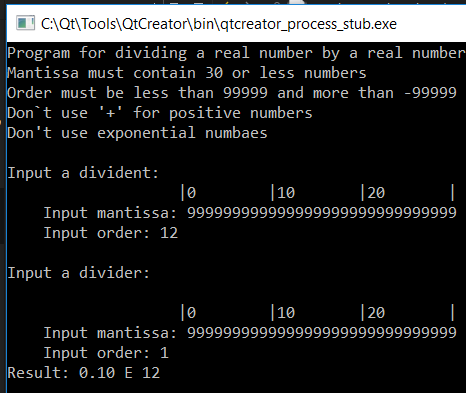 C:\Qt\Tools\QtCreator\bin\qtcreator_process_stub.exe
Program for dividing a real number by a real number
Mantissa must contain 30 or less numbers
Order must be less than 99999 and more than -99999
Don`t use '+' for positive numbers
Don't use exponential numbaes
Input a divident:
|0        |10       |20       |
Input mantissa: 999999999999999999999999999999
Input order: 12
Input a divider:
|0        |10       |20       |
Input mantissa: 999999999999999999999999999999
Input order: 1
Result: 0.10 E 12